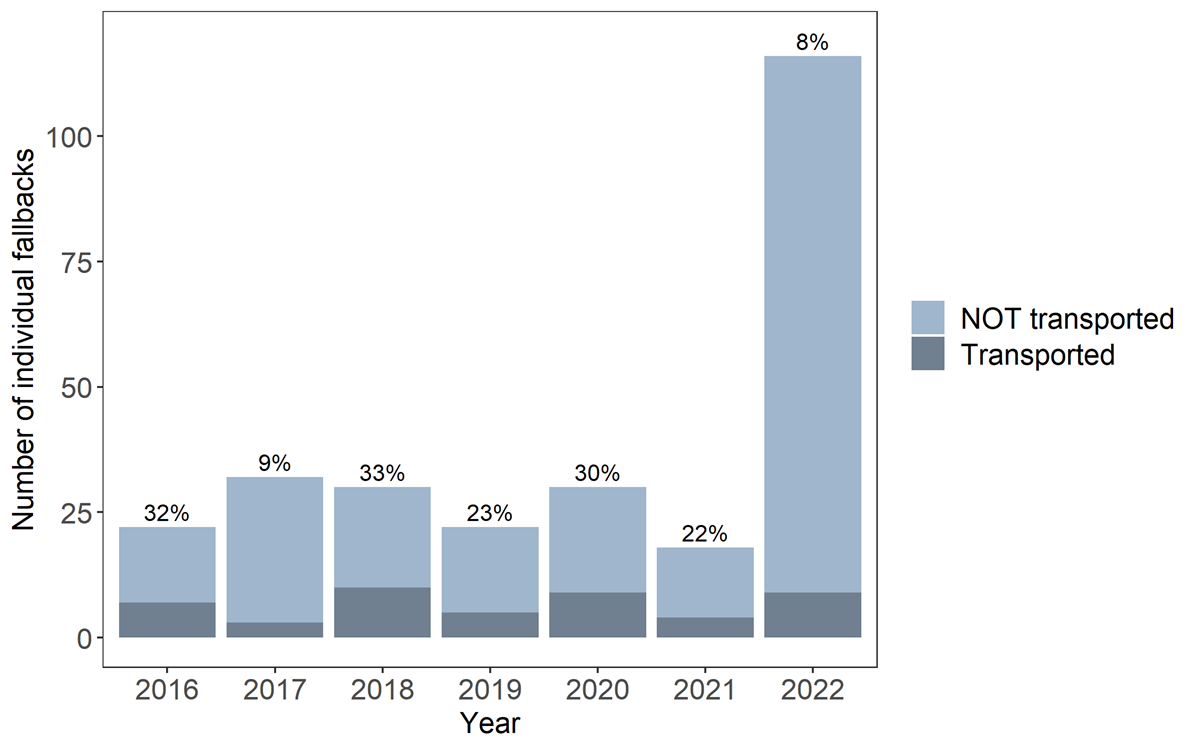 8%
100
75
50
25
0
32%
9%
33%
23%
30%
22%
2016 2017 2018 2019 2020 2021 2022
Year
Number of individual fallbacks
NOT transported
Transported